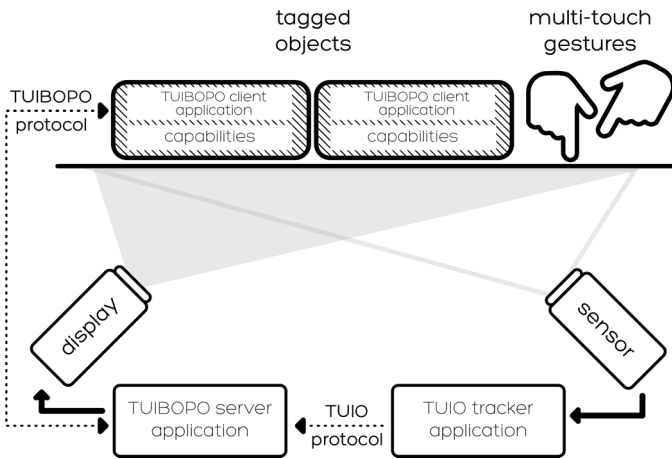 tagged
objects
multi-touch
gestures
TUIBOPO
protocol
TUIBOPO client
application
capabilities
TUIBOPO client
application
capabilities
display
sensor
TUIBOPO server
application
TUIO
protocol
TUIO tracker
application